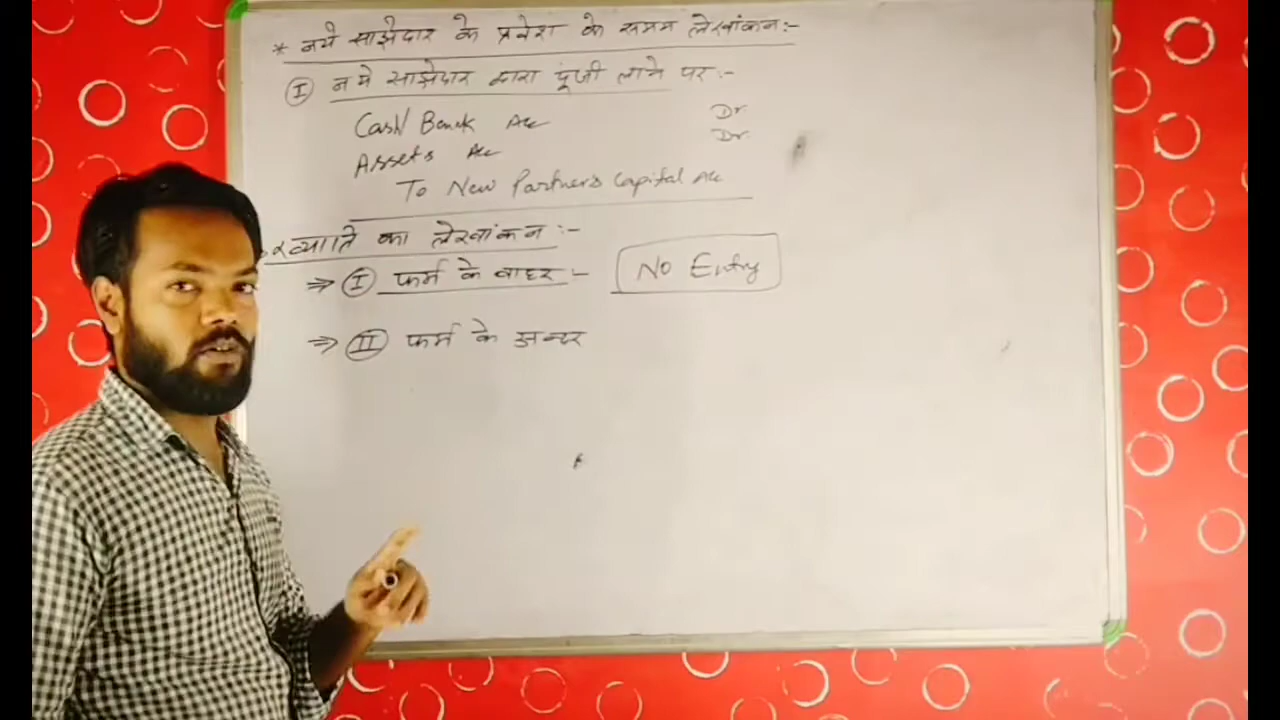 * नये साझेदार के प्रवेश के समय लेखांकन:-
I नये साझेदार द्वारा पूंजी लाने पर:-
Cash/ Bank A/c Dr
Assets A/c Dr
To New Partners Capital A/c
ख्याति का लेखांकन:-
⇒ I फर्म के बाहर:- No Entry
⇒ II फर्म के अन्दर